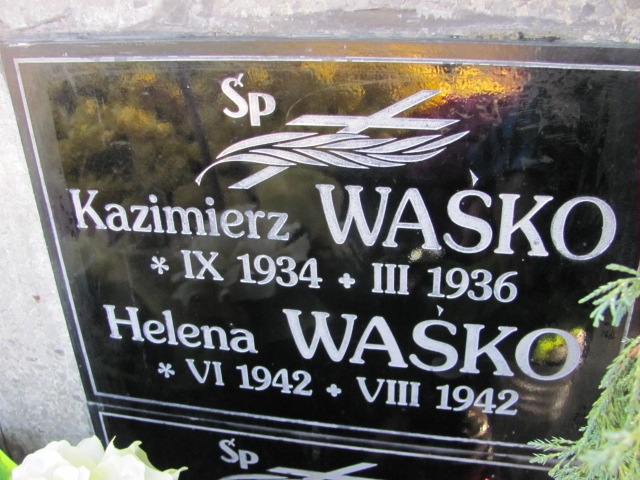 Śp
Kazimierz WAŚKO
* IX 1934 + III 1936
Helena WAŚKO
* VI 1942 + VIII 1942
Śp